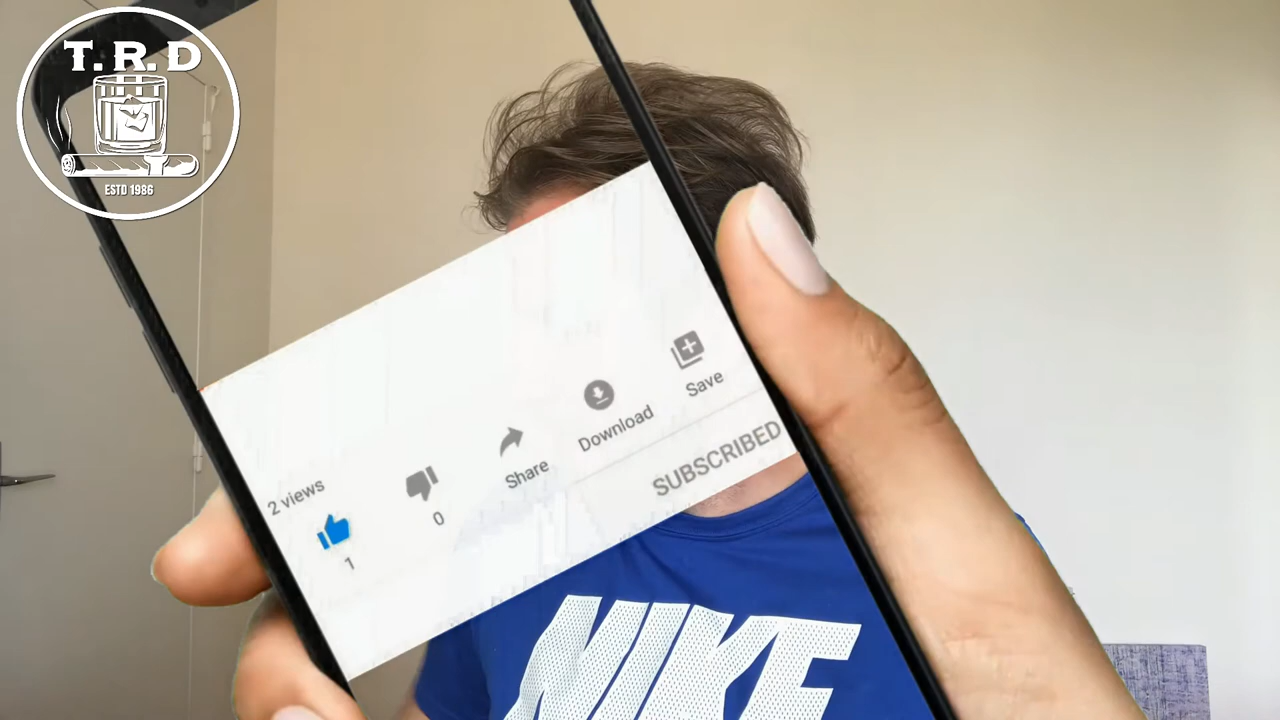 T.R.D
ESTD 1986
2 views
1
0
Share
Download
Save
SUBSCRIBED
NIKE